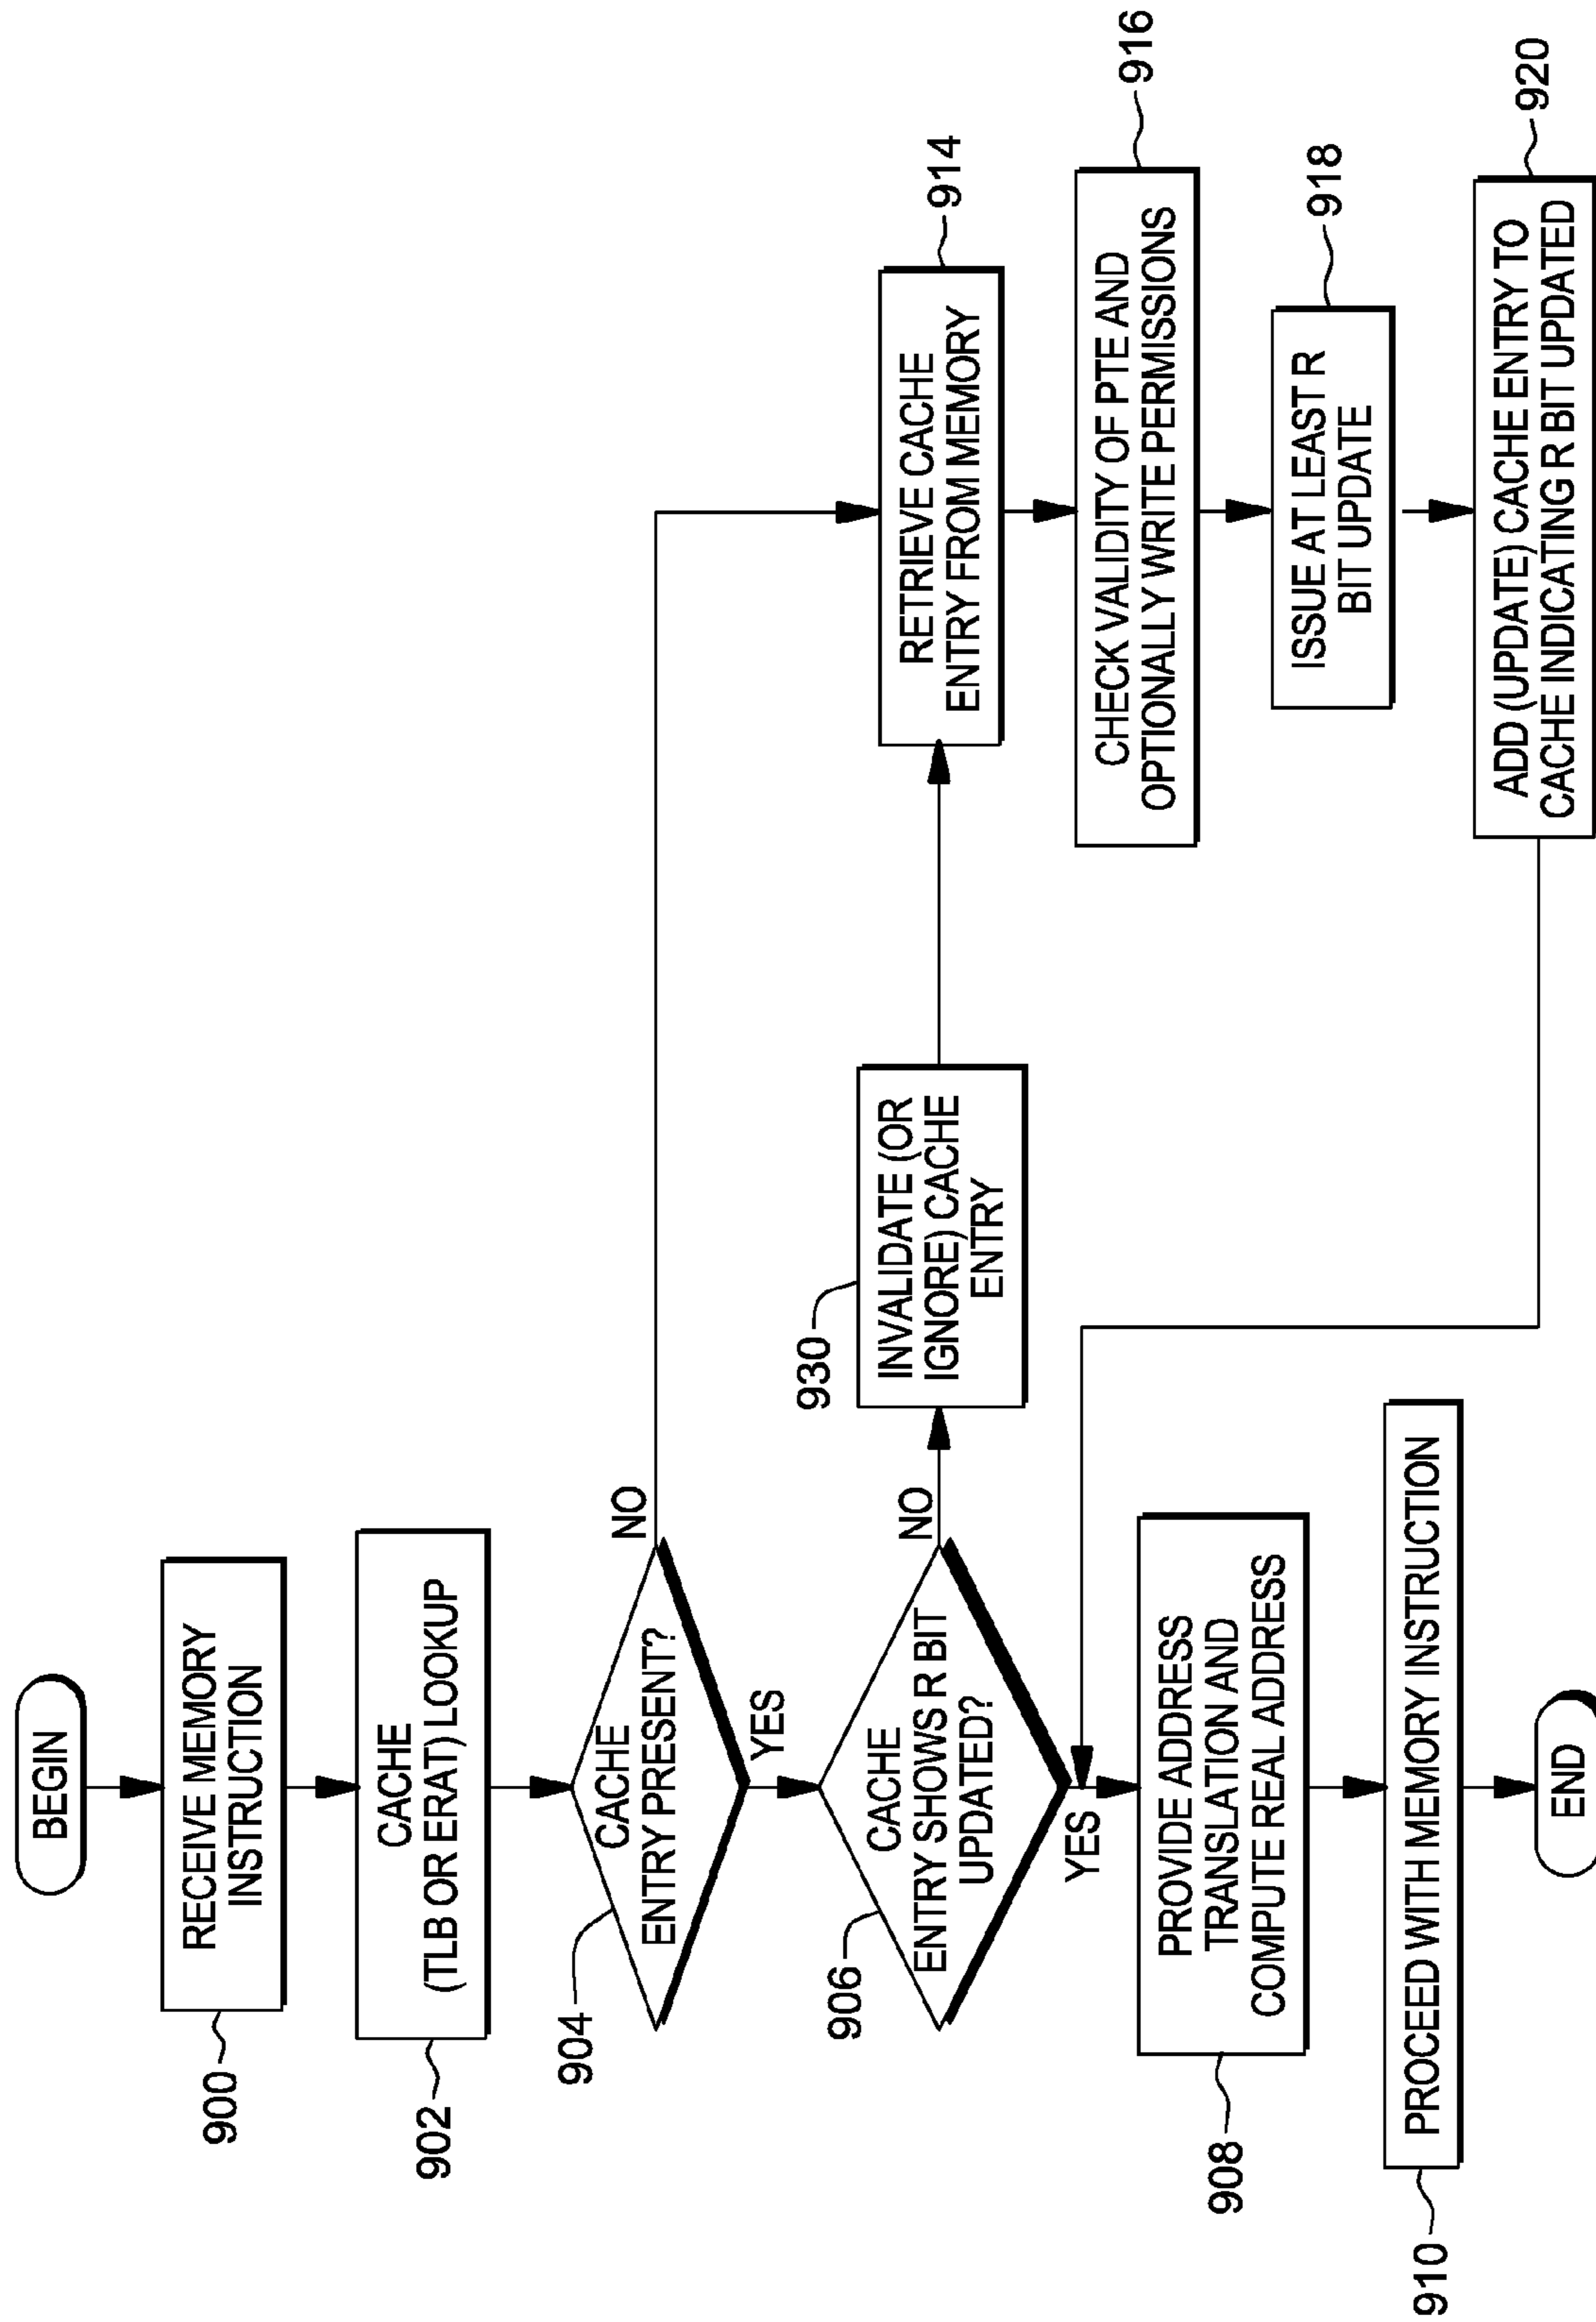 BEGIN
900
RECEIVE MEMORY
INSTRUCTION
902
CACHE
(TLB OR ERAT) LOOKUP
904
CACHE
ENTRY PRESENT?
NO
YES
906
CACHE
ENTRY SHOWS R BIT
UPDATED?
NO
YES
930
INVALIDATE (OR
IGNORE) CACHE
ENTRY
908
PROVIDE ADDRESS
TRANSLATION AND
COMPUTE REAL ADDRESS
910
PROCEED WITH MEMORY INSTRUCTION
END
914
RETRIEVE CACHE
ENTRY FROM MEMORY
916
CHECK VALIDITY OF PTE AND
OPTIONALLY WRITE PERMISSIONS
918
ISSUE AT LEAST R
BIT UPDATE
920
ADD (UPDATE) CACHE ENTRY TO
CACHE INDICATING R BIT UPDATED